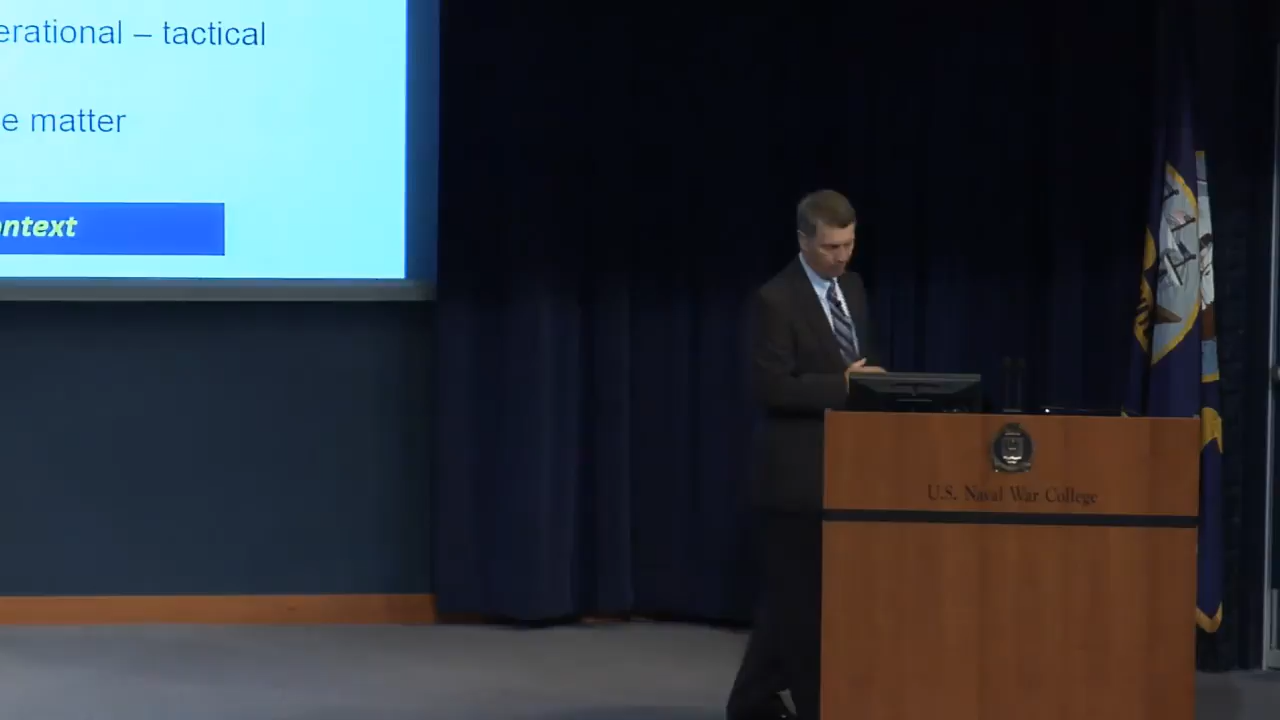 erational – tactical
e matter
ntext
U.S. Naval War College